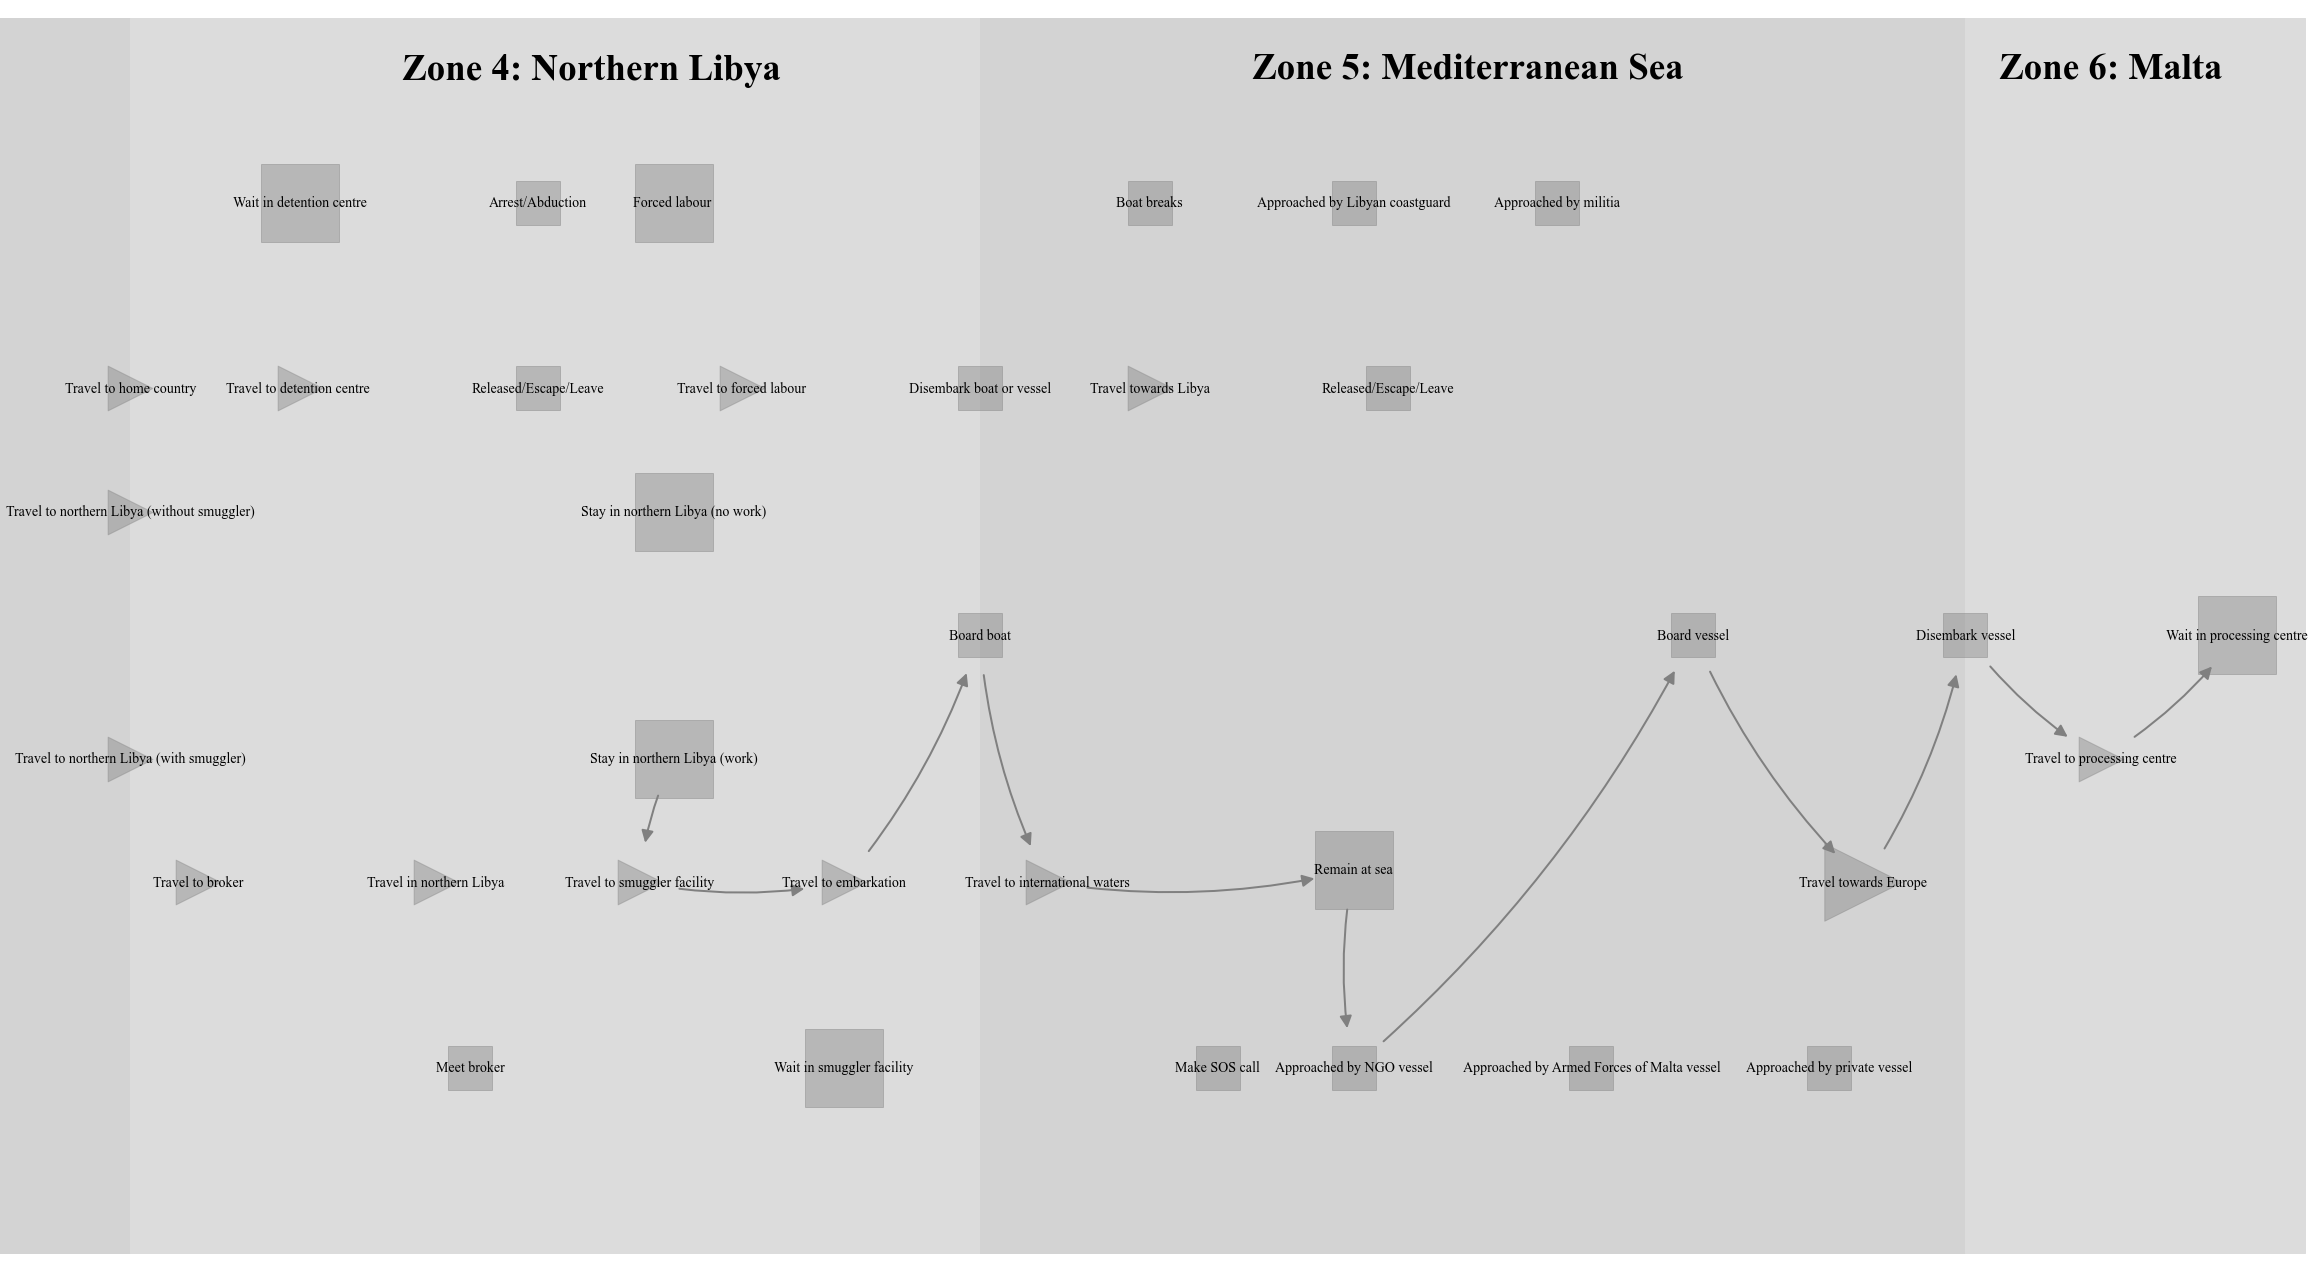 Zone 4: Northern Libya
Zone 5: Mediterranean Sea
Zone 6: Malta
Wait in detention centre
Arrest/Abduction
Forced labour
Boat breaks
Approached by Libyan coastguard
Approached by militia
Travel to home country
Travel to detention centre
Released/Escape/Leave
Travel to forced labour
Disembark boat or vessel
Travel towards Libya
Released/Escape/Leave
Travel to northern Libya (without smuggler)
Stay in northern Libya (no work)
Board boat
Board vessel
Disembark vessel
Wait in processing centre
Travel to northern Libya (with smuggler)
Stay in northern Libya (work)
Travel to processing centre
Travel to broker
Travel in northern Libya
Travel to smuggler facility
Travel to embarkation
Travel to international waters
Remain at sea
Travel towards Europe
Meet broker
Wait in smuggler facility
Make SOS call
Approached by NGO vessel
Approached by Armed Forces of Malta vessel
Approached by private vessel